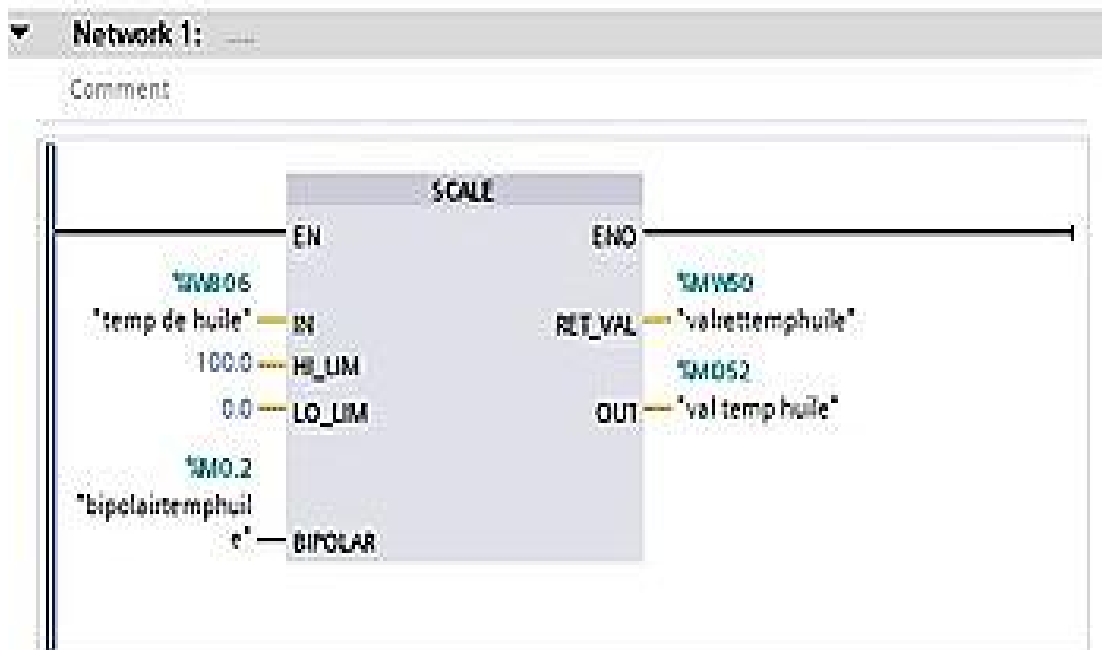 Network 1: .....
Comment
SCALE
EN ENO
"temp de huile" IN RET_VAL "valrettemphuile"
100.0 HI_LIM
0.0 LO_LIM OUT "val temp huile"
%M0.2
"bipolairtemphuil
e" BIPOLAR